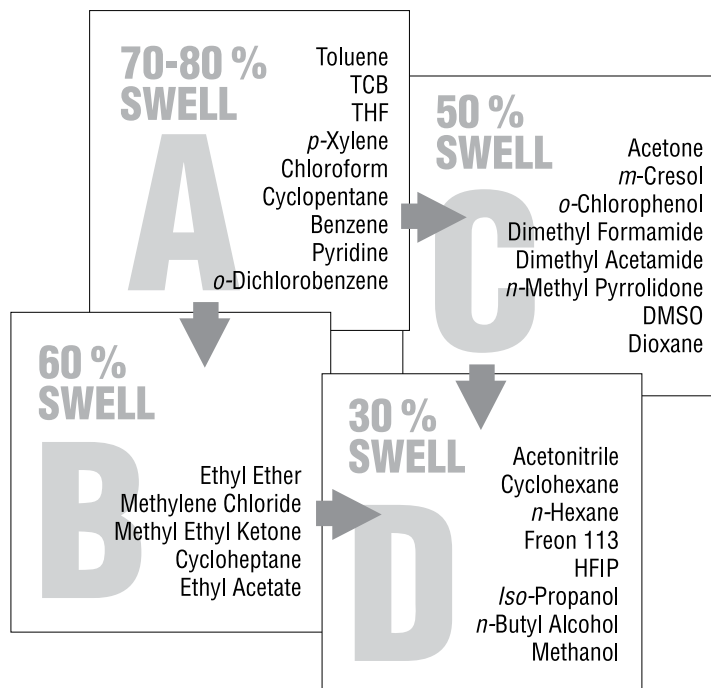 70-80 %
SWELL
A
Toluene
TCB
THF
p-Xylene
Chloroform
Cyclopentane
Benzene
Pyridine
o-Dichlorobenzene
50 %
SWELL
C
Acetone
m-Cresol
o-Chlorophenol
Dimethyl Formamide
Dimethyl Acetamide
n-Methyl Pyrrolidone
DMSO
Dioxane
60 %
SWELL
B
Ethyl Ether
Methylene Chloride
Methyl Ethyl Ketone
Cycloheptane
Ethyl Acetate
30 %
SWELL
D
Acetonitrile
Cyclohexane
n-Hexane
Freon 113
HFIP
Iso-Propanol
n-Butyl Alcohol
Methanol